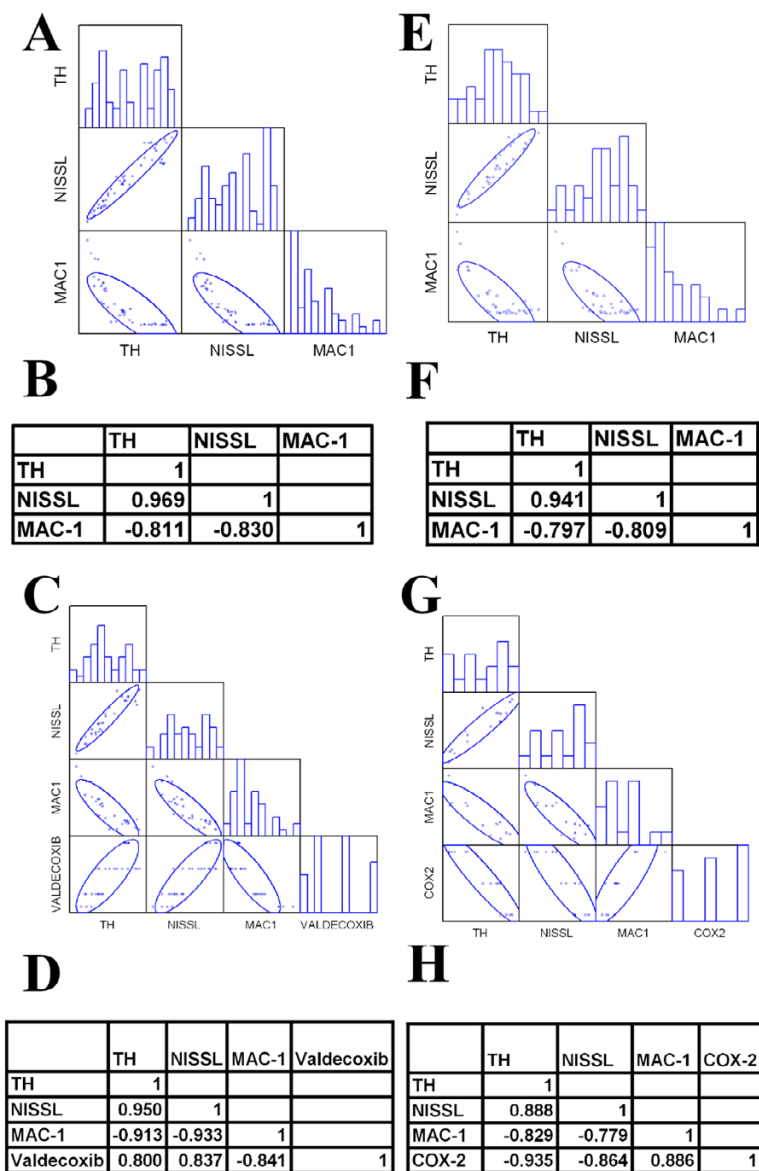 A
TH
NISSL
MAC1
TH NISSL MAC1
B
TH NISSL MAC-1
TH 1
NISSL 0.969 1
MAC-1 -0.811 -0.830 1
C
TH
NISSL
MAC1
VALDECOXIB
TH NISSL MAC1 VALDECOXIB
D
TH NISSL MAC-1 Valdecoxib
TH 1
NISSL 0.950 1
MAC-1 -0.913 -0.933 1
Valdecoxib 0.800 0.837 -0.841 1
E
TH
NISSL
MAC1
TH NISSL MAC1
F
TH NISSL MAC-1
TH 1
NISSL 0.941 1
MAC-1 -0.797 -0.809 1
G
TH
NISSL
MAC1
COX2
TH NISSL MAC1 COX2
H
TH NISSL MAC-1 COX-2
TH 1
NISSL 0.888 1
MAC-1 -0.829 -0.779 1
COX-2 -0.935 -0.864 0.886 1